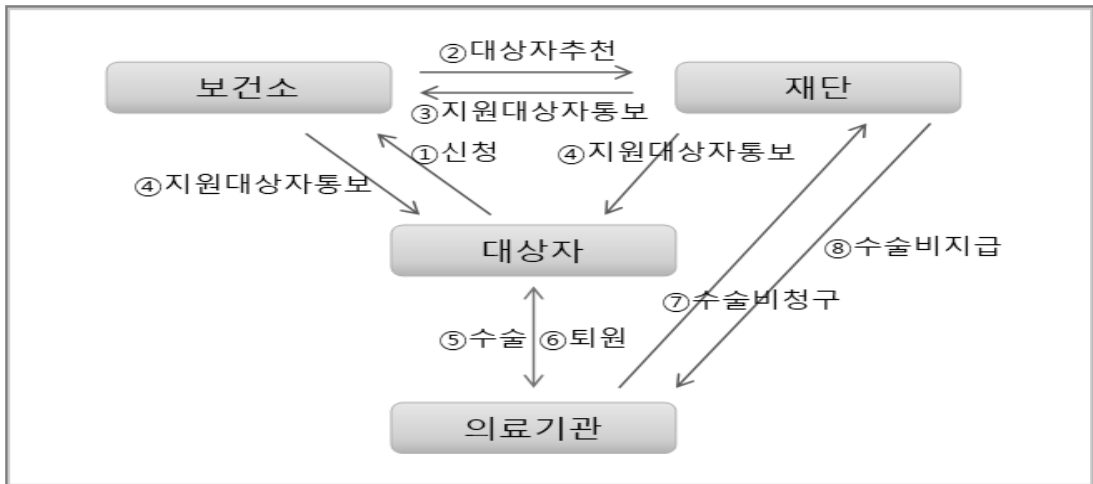 ②대상자추천
보건소
재단
③지원대상자통보
①신청
④지원대상자통보
④지원대상자통보
대상자
⑧수술비지급
⑦수술비청구
⑤수술
⑥퇴원
의료기관